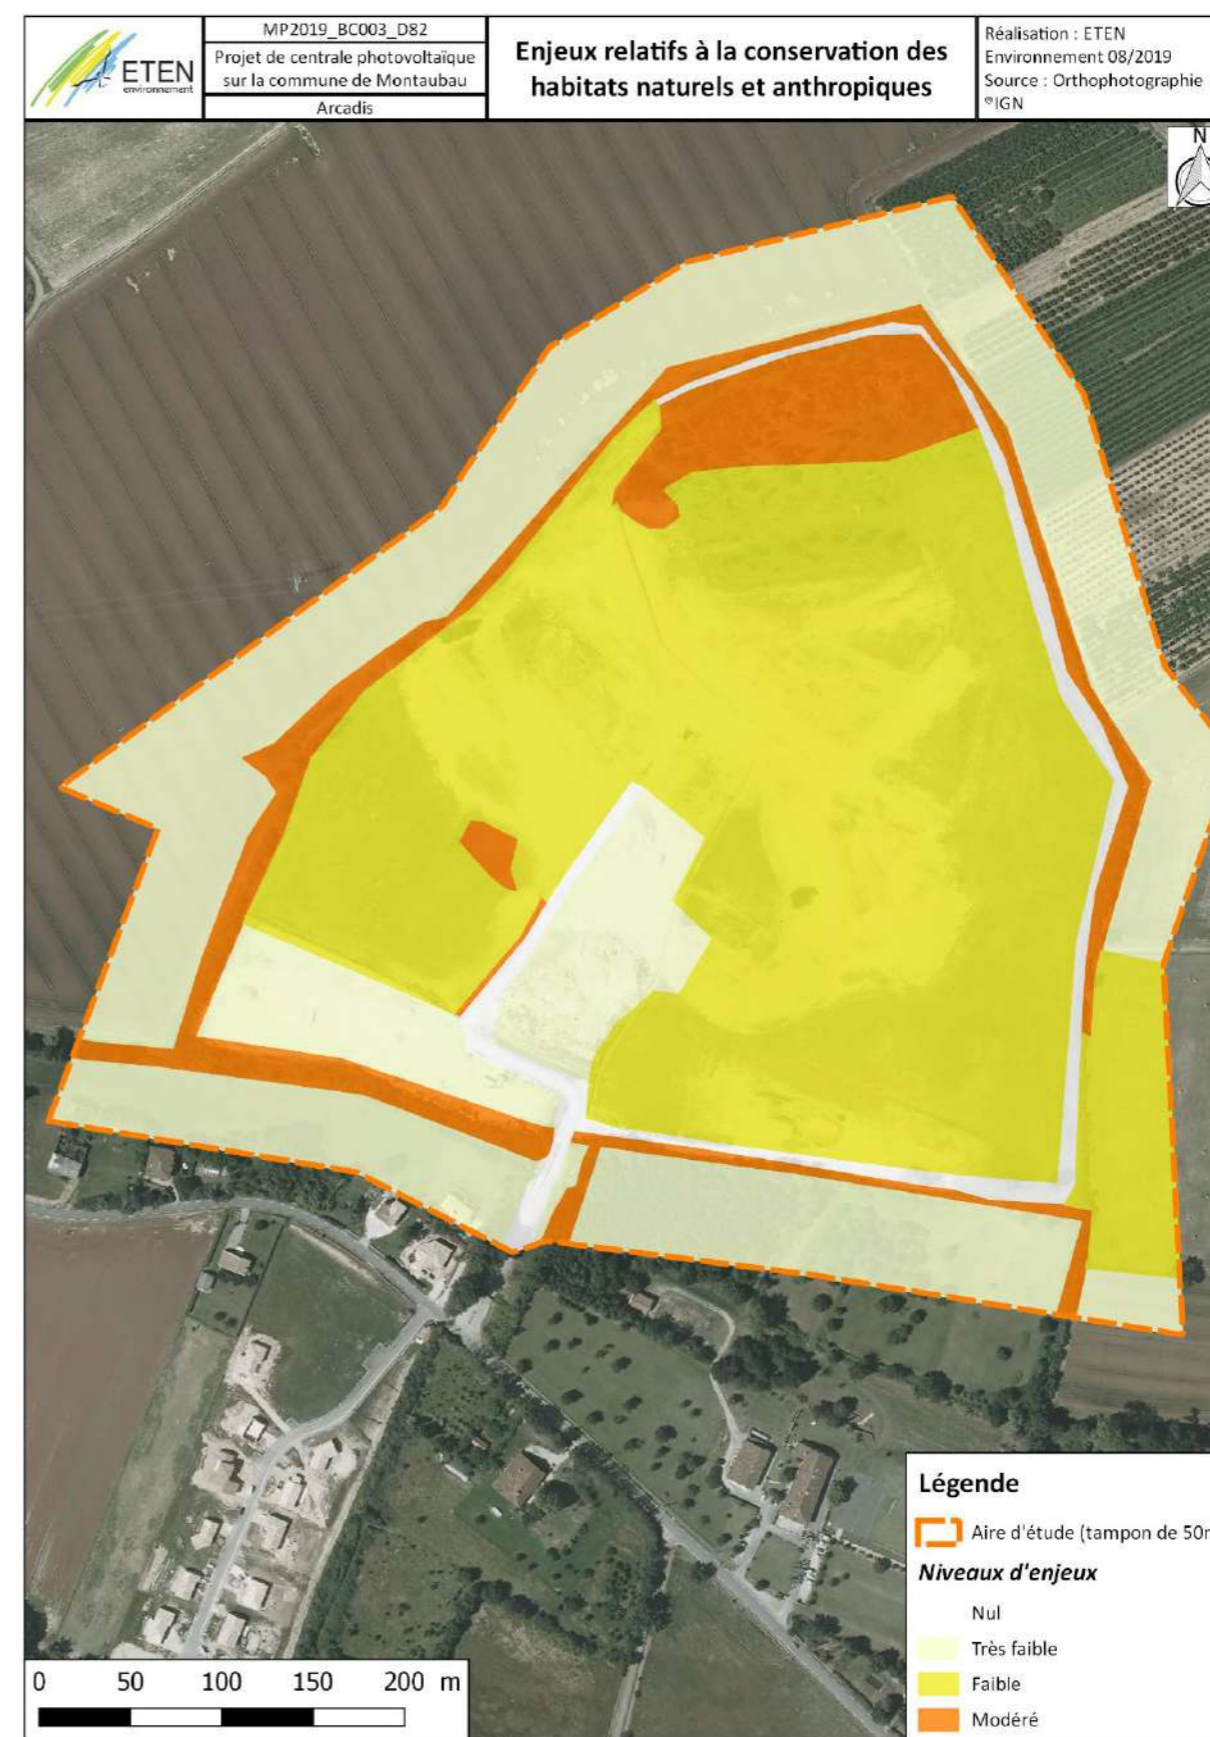 ETEN
environnement
MP2019_BC003_D82
Projet de centrale photovoltaïque
sur la commune de Montaubau
Arcadis
Enjeux relatifs à la conservation des
habitats naturels et anthropiques
Réalisation : ETEN
Environnement 08/2019
Source : Orthophotographie
©IGN
N
Légende
Aire d'étude (tampon de 50
Niveaux d'enjeux
Nul
Très faible
Faible
Modéré
0 50 100 150 200 m